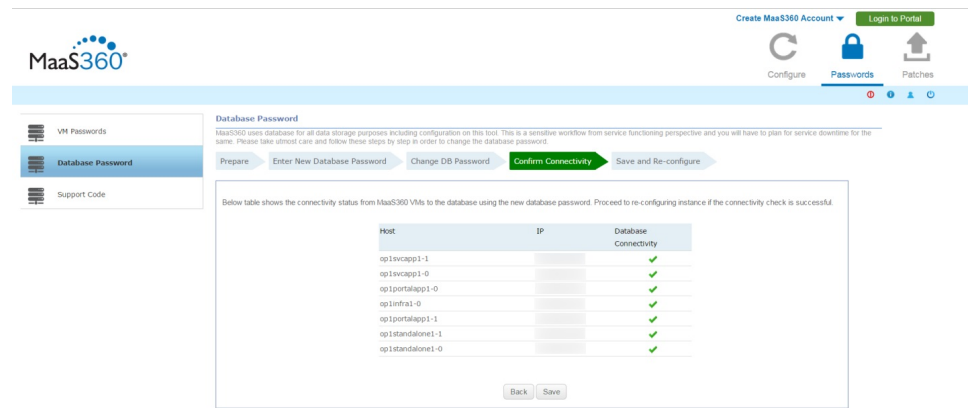 Create MaaS360 Account
Login to Portal
MaaS360
Configure
Passwords
Patches
VM Passwords
Database Password
Support Code
Database Password
MaaS360 uses database for all data storage purposes including configuration on this tool. This is a sensitive workflow from service functioning perspective and you will have to plan for service downtime for the
same. Please take utmost care and follow these steps by step in order to change the database password.
Prepare
Enter New Database Password
Change DB Password
Confirm Connectivity
Save and Re-configure
Below table shows the connectivity status from MaaS360 VMs to the database using the new database password. Proceed to re-configuring instance if the connectivity check is successful.
Host
IP
Database
Connectivity
op1svcapp1-1
op1svcapp1-0
op1portalapp1-0
op1infra1-0
op1portalapp1-1
op1standalone1-1
op1standalone1-0
Back
Save